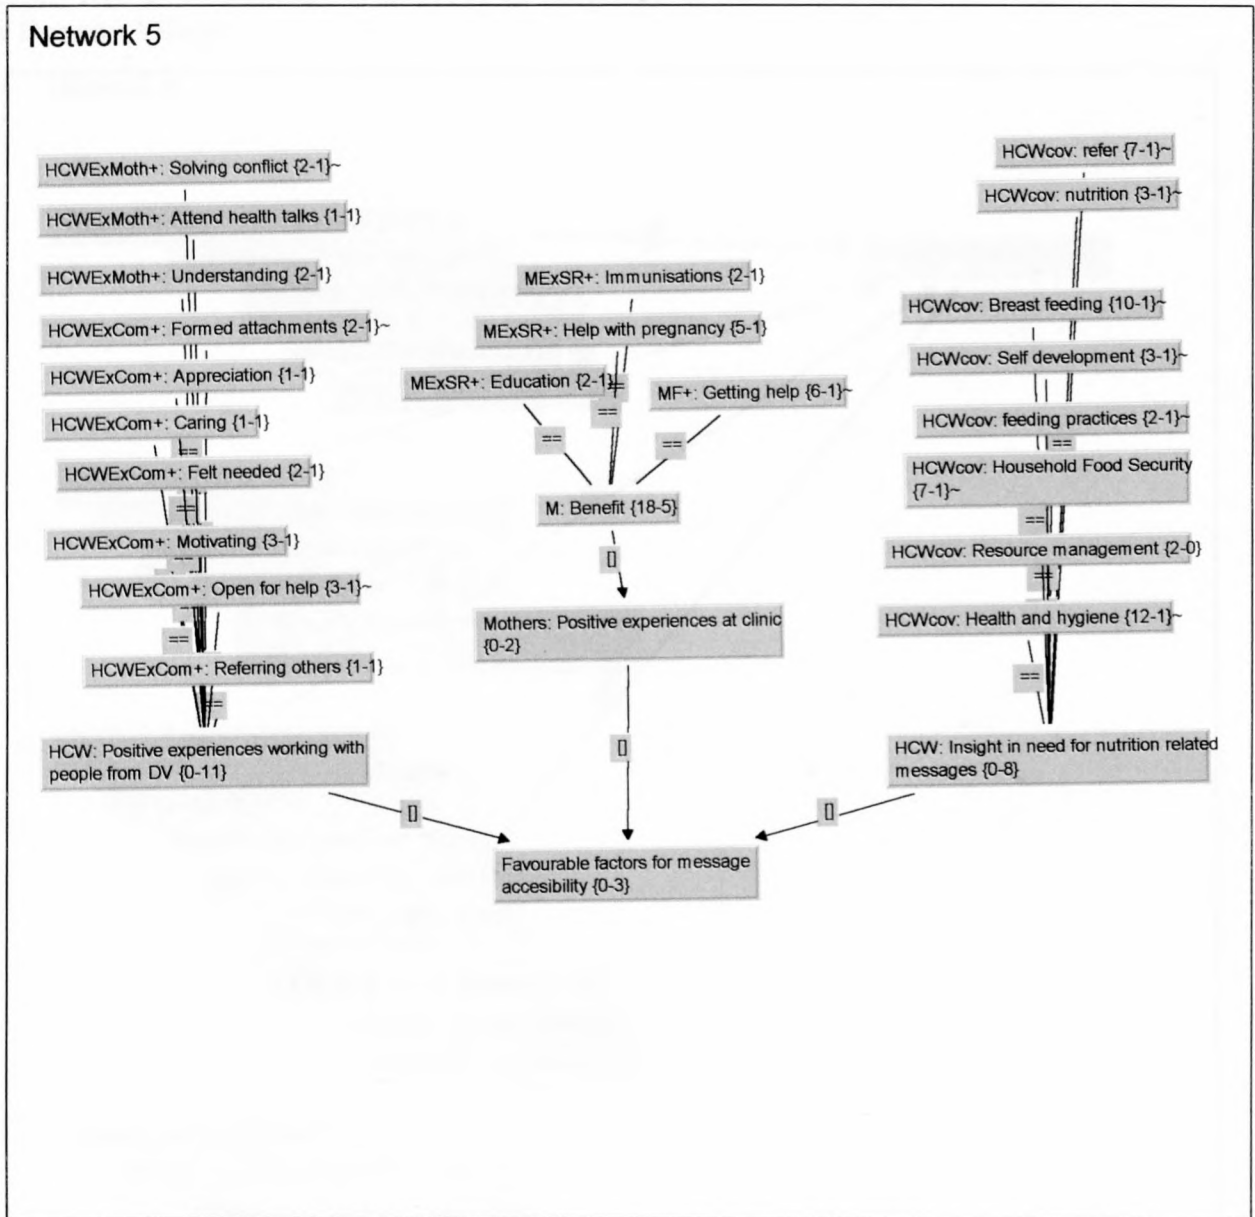 Network 5
HCWExMoth+: Solving conflict {2-1}~
HCWExMoth+: Attend health talks {1-1}
HCWExMoth+: Understanding {2-1}
HCWExCom+: Formed attachments {2-1}~
HCWExCom+: Appreciation {1-1}
HCWExCom+: Caring {1-1}
==
HCWExCom+: Felt needed {2-1}
==
HCWExCom+: Motivating {3-1}
==
HCWExCom+: Open for help {3-1}~
==
==
HCWExCom+: Referring others {1-1}
==
HCW: Positive experiences working with
people from DV {0-11}
[]
MExSR+: Immunisations {2-1}
MExSR+: Help with pregnancy {5-1}
MExSR+: Education {2-1}
==
MF+: Getting help {6-1}~
==
==
==
M: Benefit {18-5}
[]
Mothers: Positive experiences at clinic
{0-2}
[]
HCWcov: refer {7-1}~
HCWcov: nutrition {3-1}~
HCWcov: Breast feeding {10-1}~
HCWcov: Self development {3-1}~
HCWcov: feeding practices {2-1}~
==
HCWcov: Household Food Security
{7-1}~
==
HCWcov: Resource management {2-0}
==
HCWcov: Health and hygiene {12-1}~
==
HCW: Insight in need for nutrition related
messages {0-8}
[]
Favourable factors for message
accesibility {0-3}